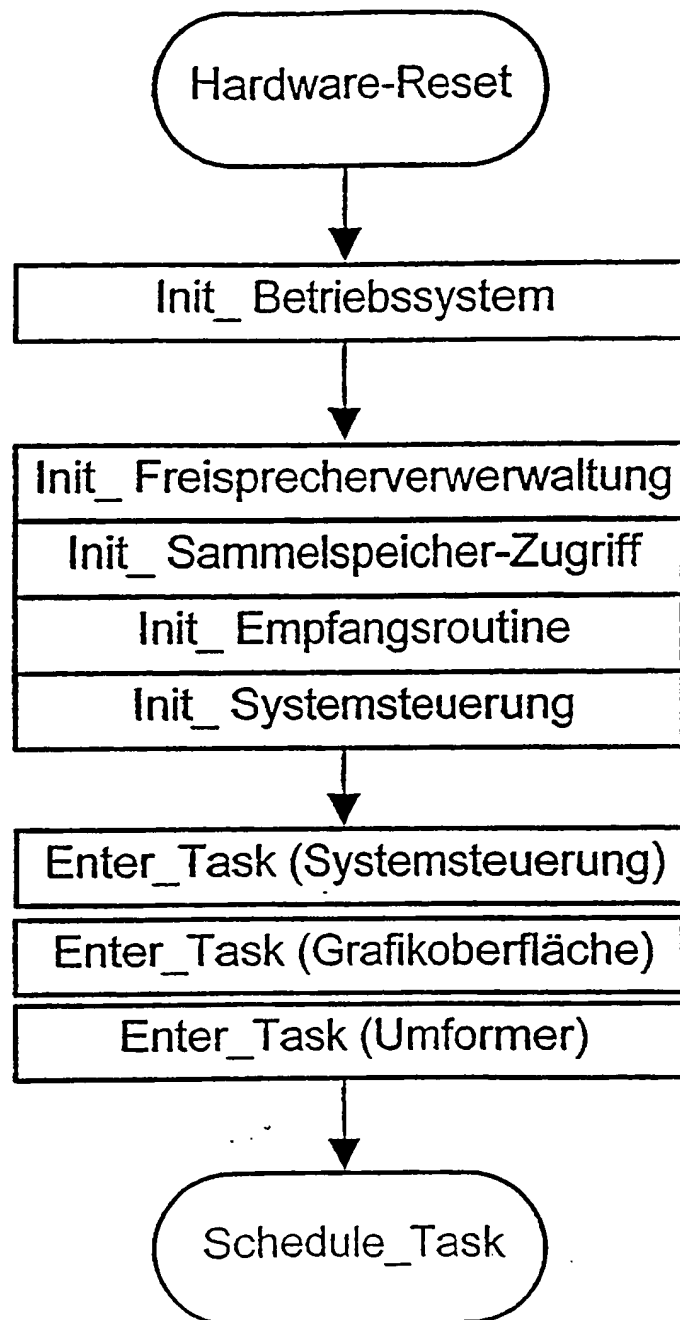 Hardware-Reset
Init_ Betriebssystem
Init_ Freisprecherverwerwaltung
Init_ Sammelspeicher-Zugriff
Init_ Empfangsroutine
Init_ Systemsteuerung
Enter_Task (Systemsteuerung)
Enter_Task (Grafikoberfläche)
Enter_Task (Umformer)
Schedule_Task